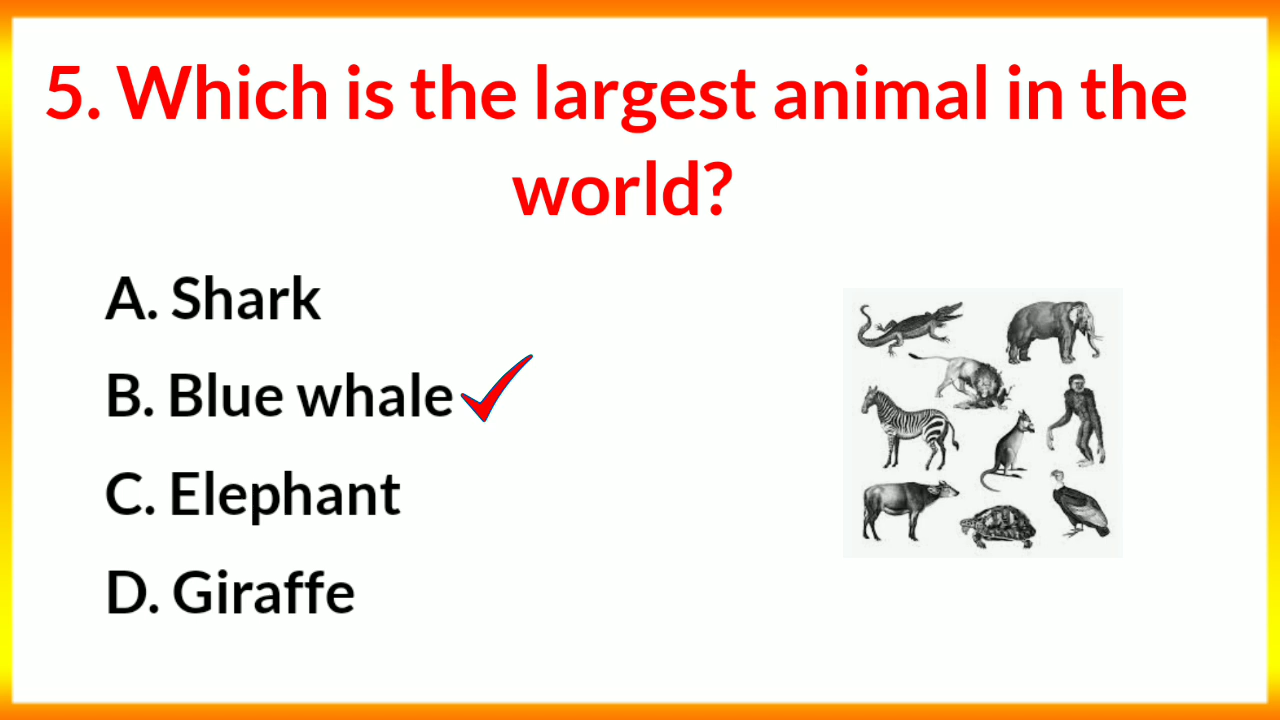 5. Which is the largest animal in the
world?
A. Shark
B. Blue whale
C. Elephant
D. Giraffe